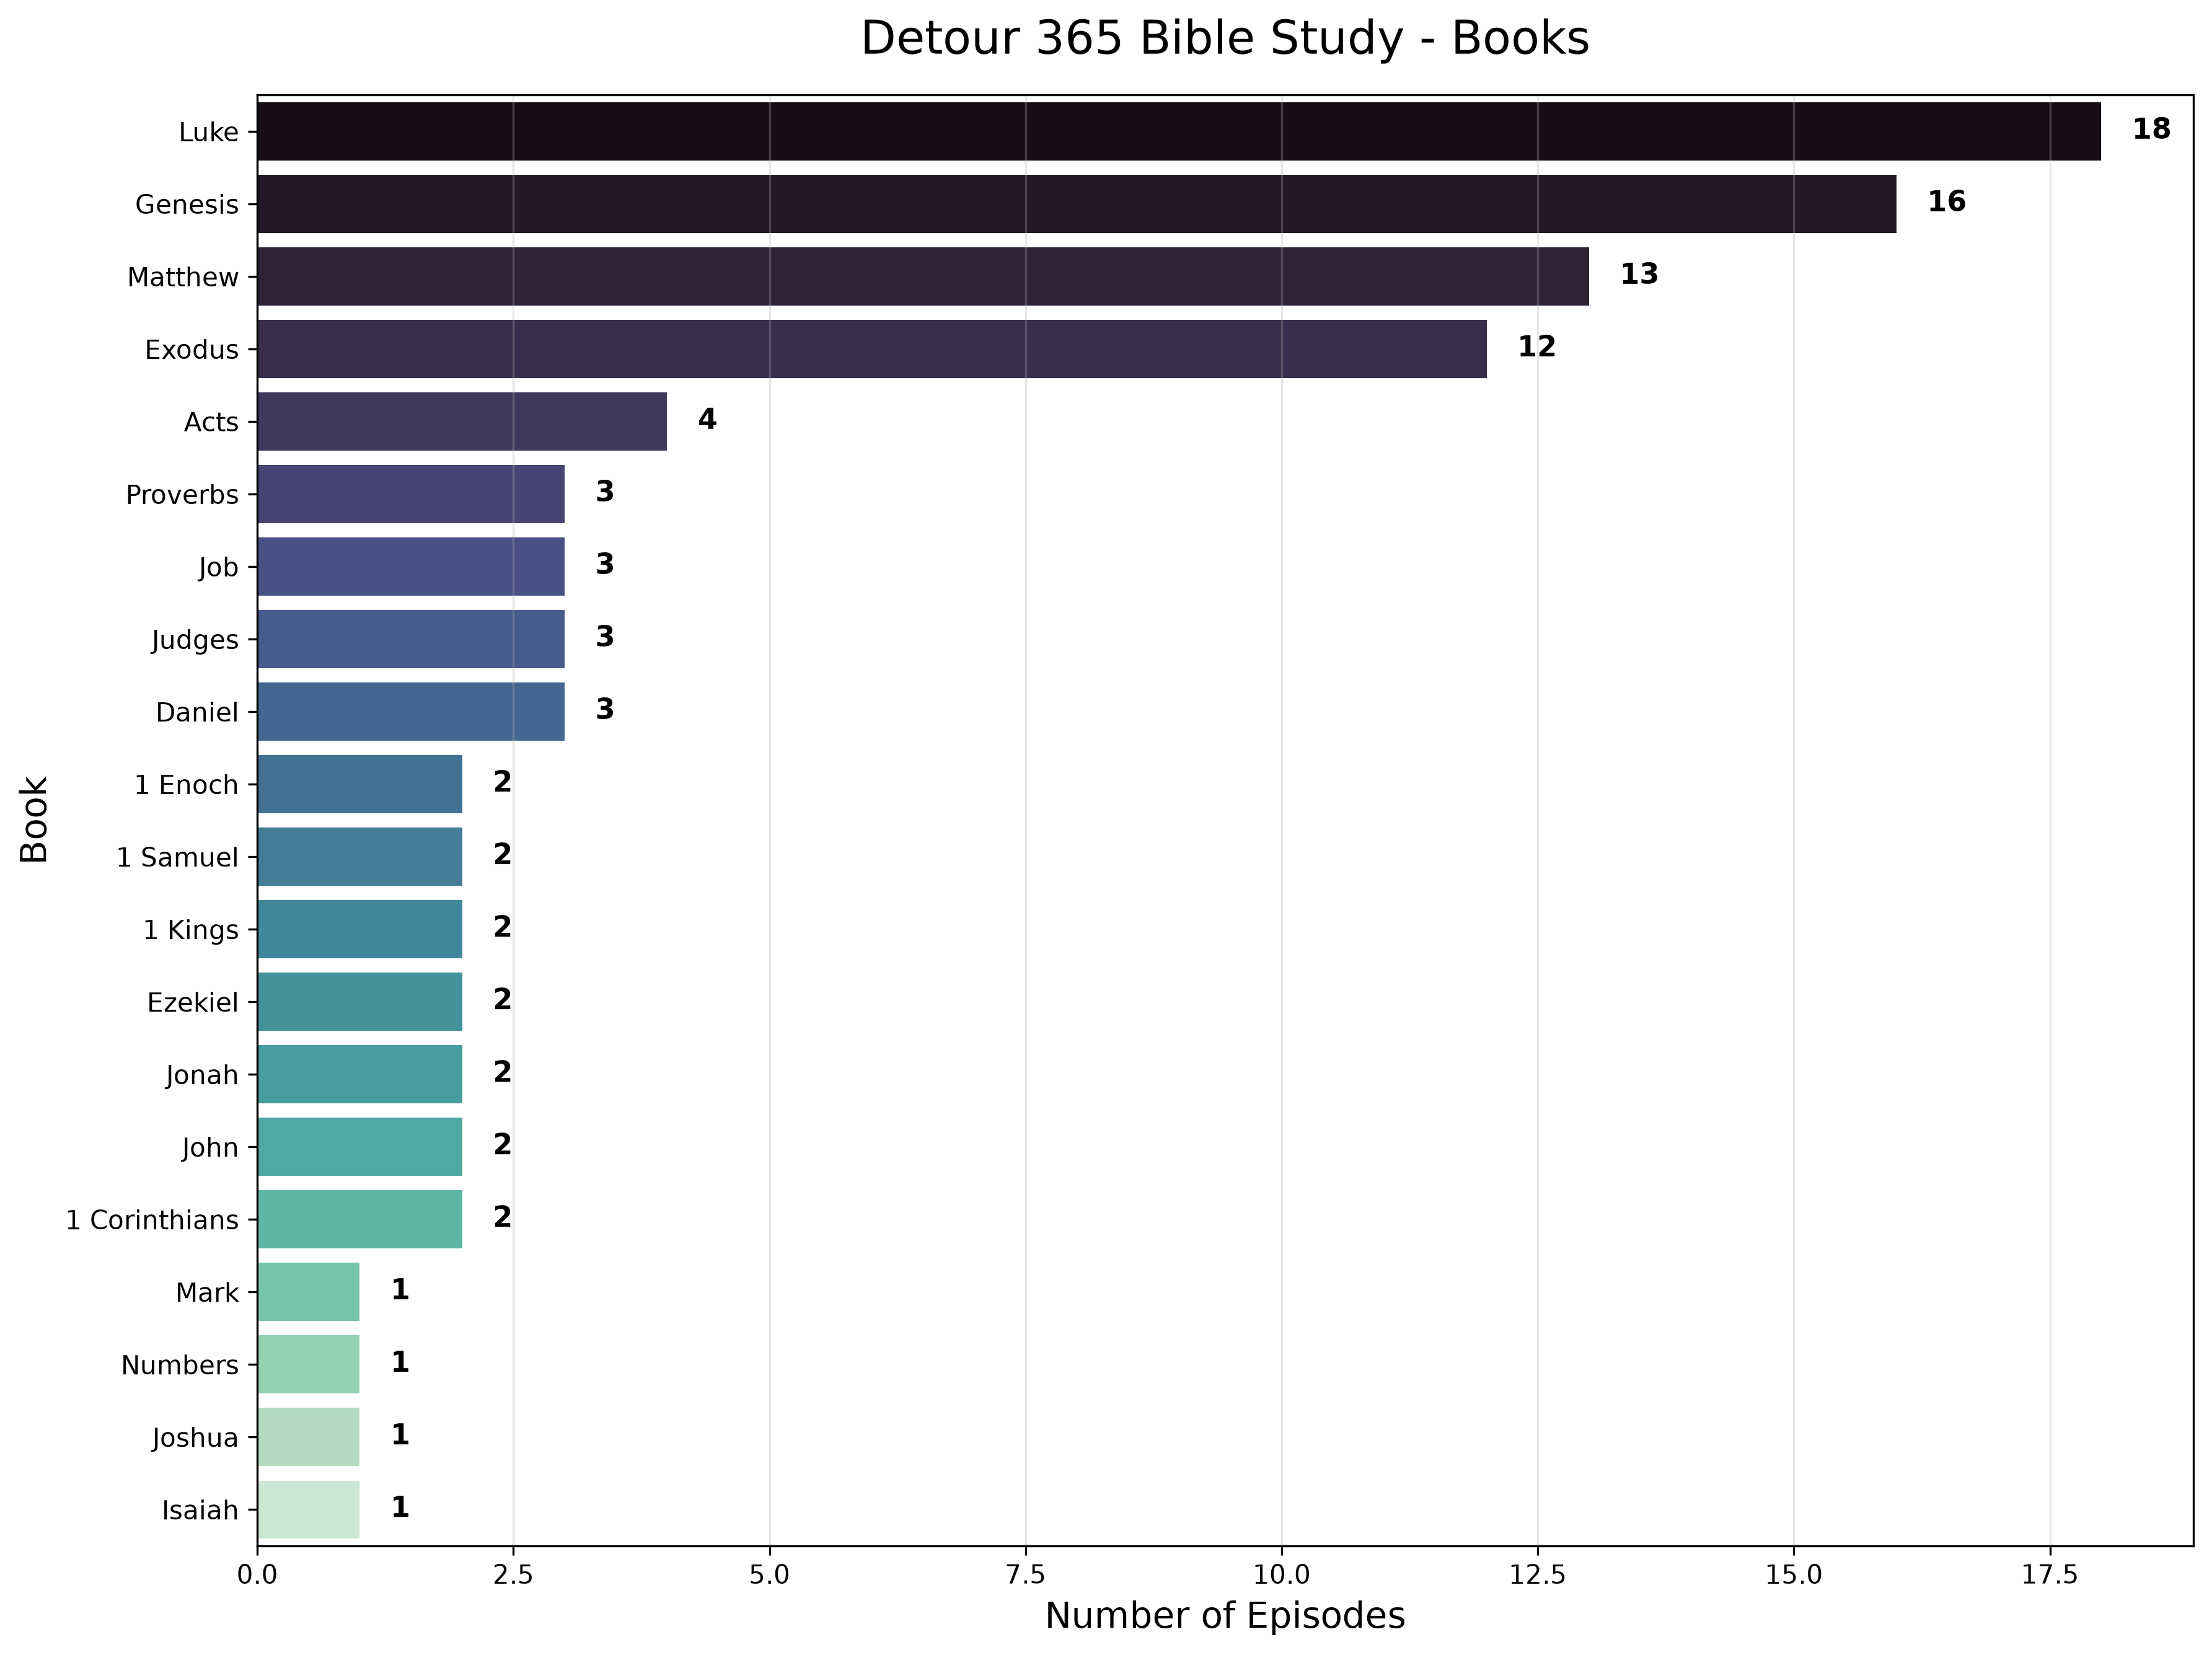 Detour 365 Bible Study - Books
Luke 18
Genesis 16
Matthew 13
Exodus 12
Acts 4
Proverbs 3
Job 3
Judges 3
Daniel 3
1 Enoch 2
1 Samuel 2
1 Kings 2
Ezekiel 2
Jonah 2
John 2
1 Corinthians 2
Mark 1
Numbers 1
Joshua 1
Isaiah 1
Book
0.0 2.5 5.0 7.5 10.0 12.5 15.0 17.5
Number of Episodes